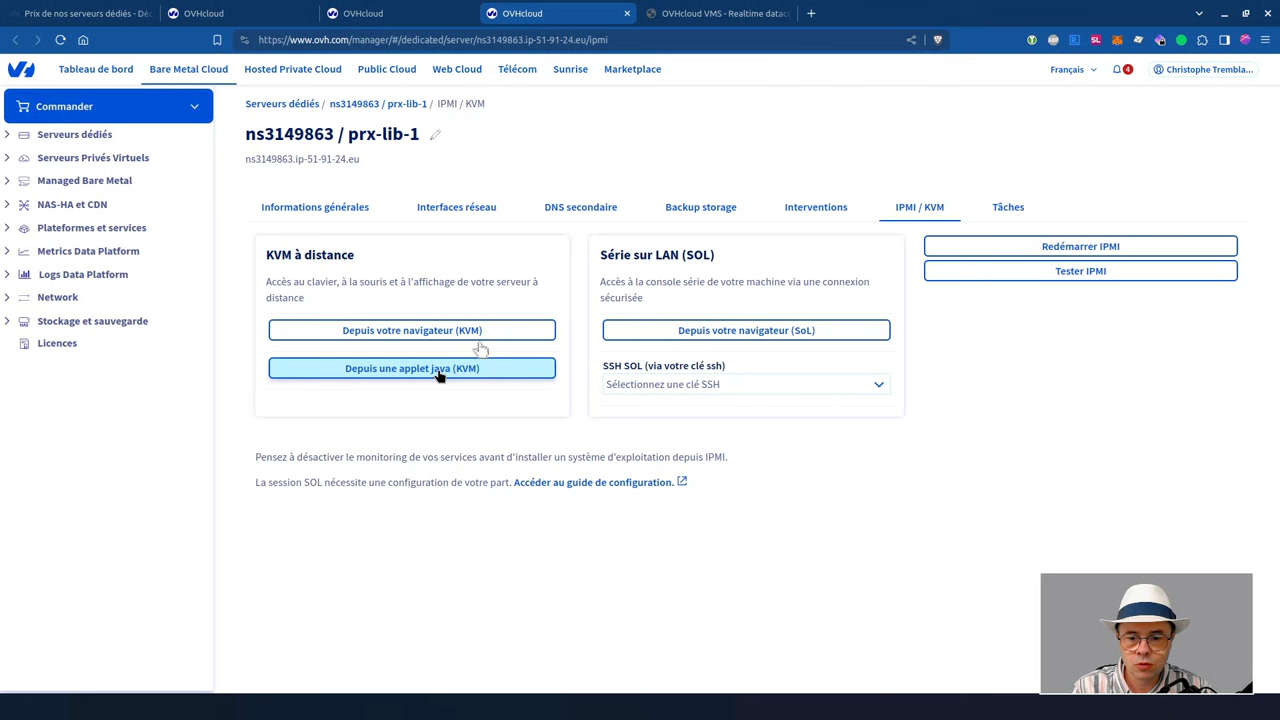 Prix de nos serveurs dédiés - Déc
OVHcloud
OVHcloud
OVHcloud
OVHcloud VMS - Realtime datac
https://www.ovh.com/manager/#/dedicated/server/ns3149863.ip-51-91-24.eu/ipmi
Tableau de bord
Bare Metal Cloud
Hosted Private Cloud
Public Cloud
Web Cloud
Télécom
Sunrise
Marketplace
Français
4
Christophe Trembla...
Commander
Serveurs dédiés
Serveurs Privés Virtuels
Managed Bare Metal
NAS-HA et CDN
Plateformes et services
Metrics Data Platform
Logs Data Platform
Network
Stockage et sauvegarde
Licences
Serveurs dédiés / ns3149863 / prx-lib-1 / IPMI / KVM
ns3149863 / prx-lib-1
ns3149863.ip-51-91-24.eu
Informations générales
Interfaces réseau
DNS secondaire
Backup storage
Interventions
IPMI / KVM
Tâches
KVM à distance
Accès au clavier, à la souris et à l'affichage de votre serveur à
distance
Depuis votre navigateur (KVM)
Depuis une applet java (KVM)
Série sur LAN (SOL)
Accès à la console série de votre machine via une connexion
sécurisée
Depuis votre navigateur (SoL)
SSH SOL (via votre clé ssh)
Sélectionnez une clé SSH
Redémarrer IPMI
Tester IPMI
Pensez à désactiver le monitoring de vos services avant d'installer un système d'exploitation depuis IPMI.
La session SOL nécessite une configuration de votre part. Accéder au guide de configuration.